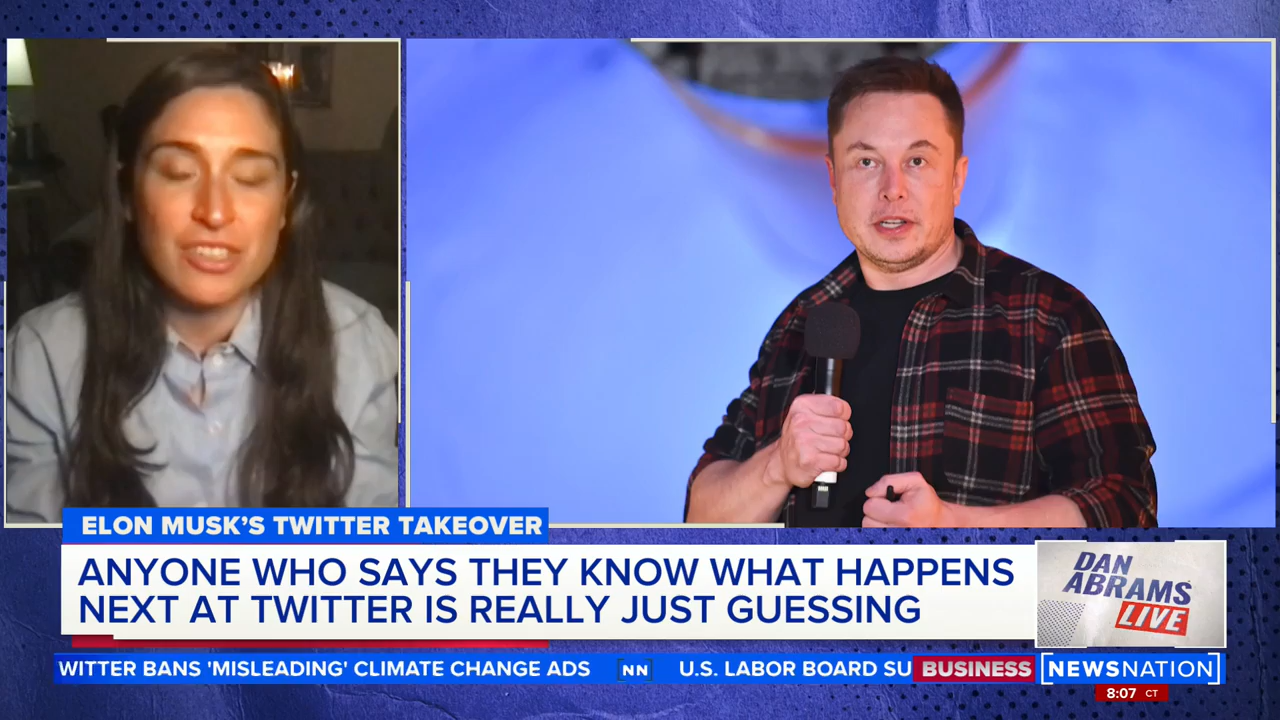 ELON MUSK'S TWITTER TAKEOVER
ANYONE WHO SAYS THEY KNOW WHAT HAPPENS
NEXT AT TWITTER IS REALLY JUST GUESSING
DAN
ABRAMS
LIVE
WITTER BANS 'MISLEADING' CLIMATE CHANGE ADS NN U.S. LABOR BOARD SU BUSINESS NEWSNATION
8:07 CT